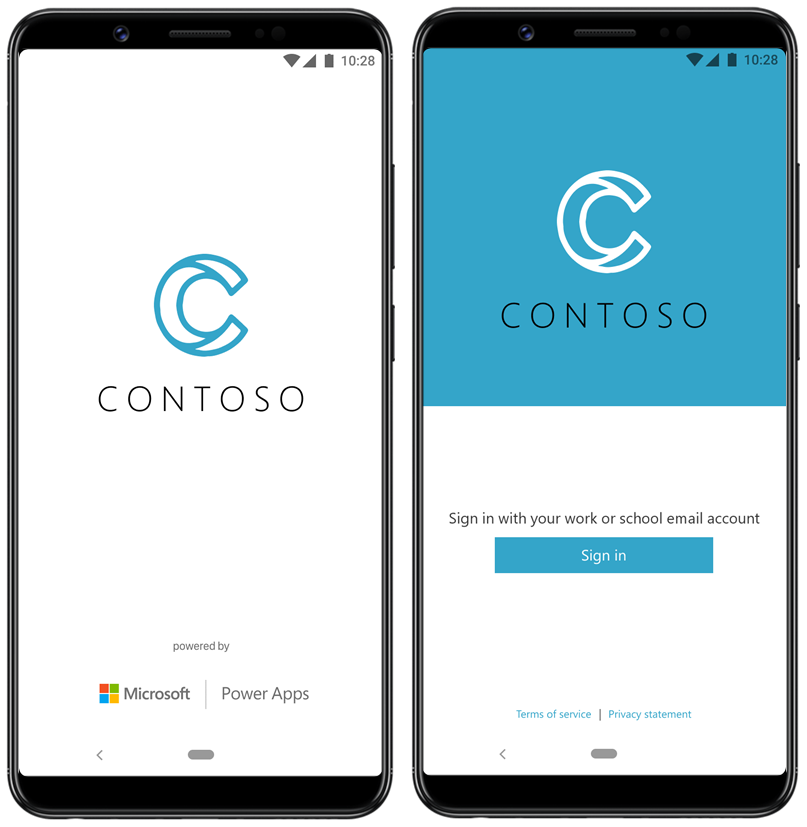 10:28
CONTOSO
powered by
Microsoft | Power Apps
10:28
CONTOSO
Sign in with your work or school email account
Sign in
Terms of service | Privacy statement